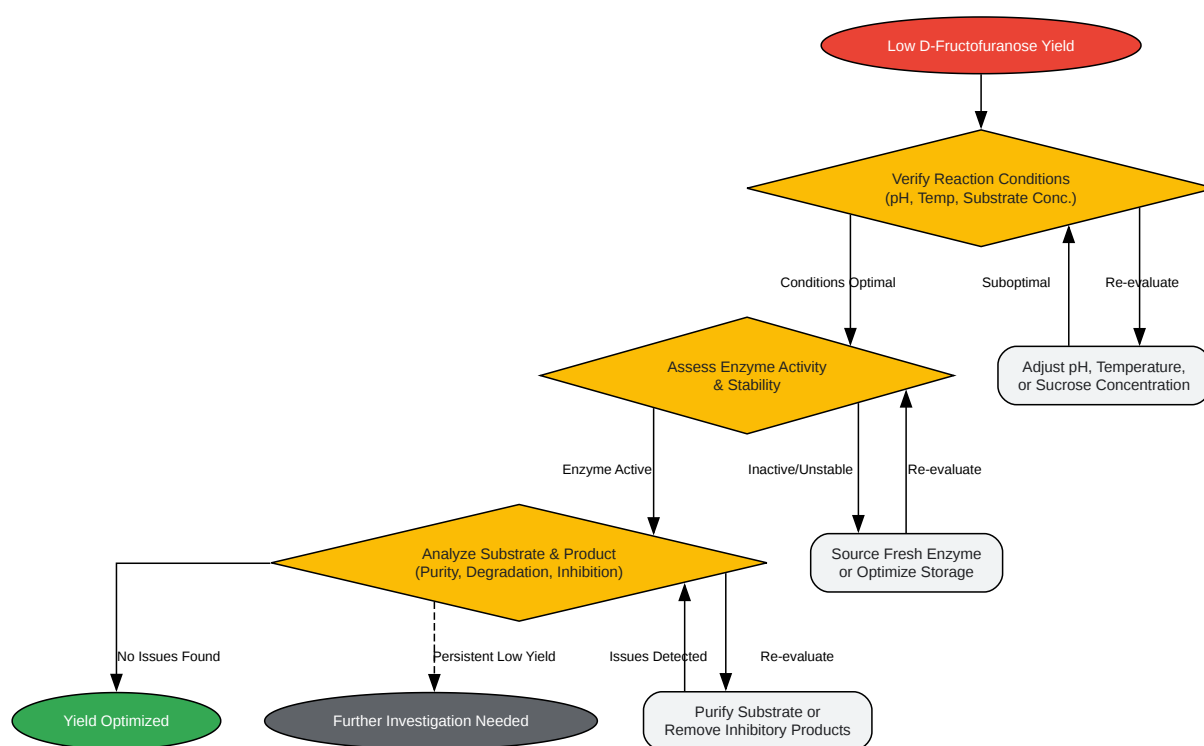 Low D-Fructofuranose Yield
Verify Reaction Conditions
(pH, Temp, Substrate Conc.)
Conditions Optimal
Suboptimal
Re-evaluate
Adjust pH, Temperature,
or Sucrose Concentration
Assess Enzyme Activity
& Stability
Enzyme Active
Inactive/Unstable
Re-evaluate
Source Fresh Enzyme
or Optimize Storage
Analyze Substrate & Product
(Purity, Degradation, Inhibition)
No Issues Found
Persistent Low Yield
Issues Detected
Re-evaluate
Yield Optimized
Further Investigation Needed
Purify Substrate or
Remove Inhibitory Products